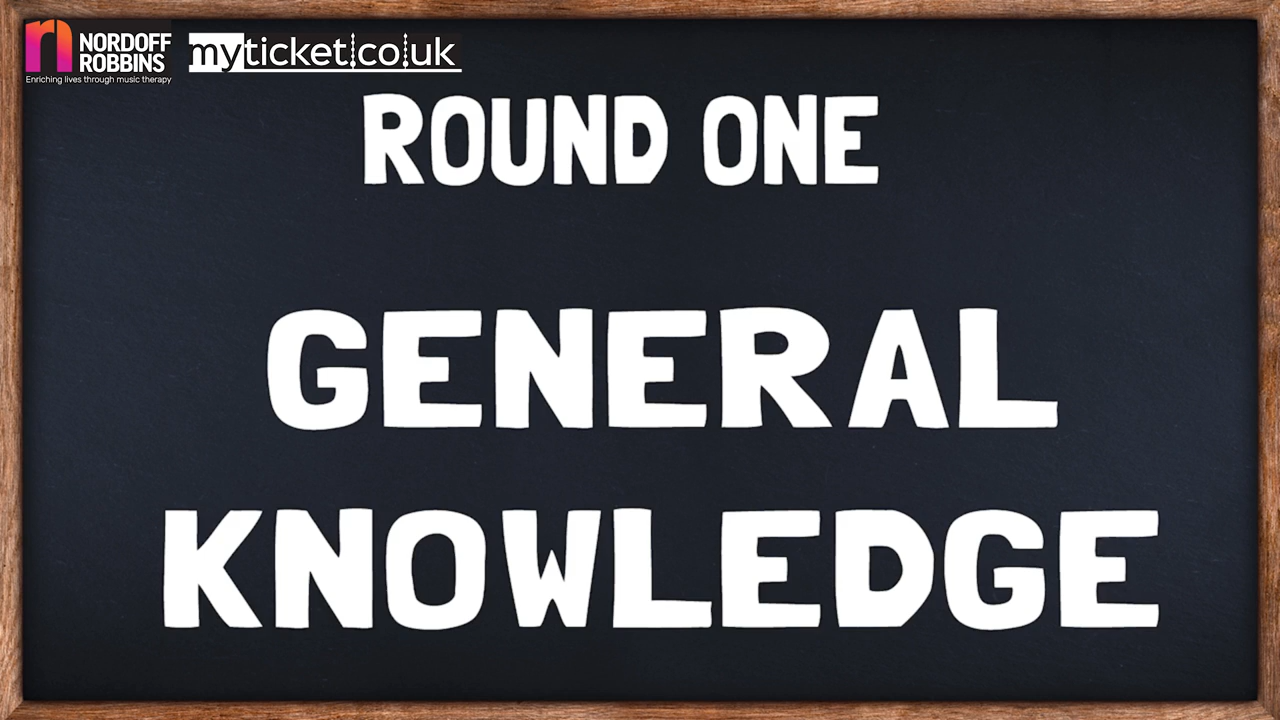 NORDOFF
ROBBINS
Enriching lives through music therapy
myticket.co.uk
ROUND ONE
GENERAL
KNOWLEDGE